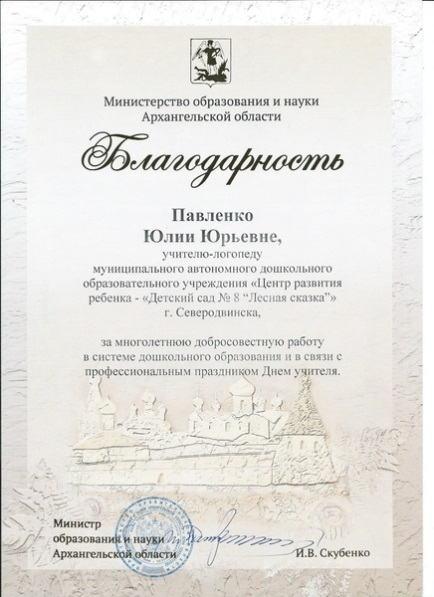 Министерство образования и науки
Архангельской области
Благодарность
Павленко
Юлии Юрьевне,
учителю-логопеду
муниципального автономного дошкольного
образовательного учреждения «Центр развития
ребенка - «Детский сад № 8 "Лесная сказка"»
г. Северодвинска,
за многолетнюю добросовестную работу
в системе дошкольного образования и в связи с
профессиональным праздником Днем учителя.
Министр
образования и науки
Архангельской области
И.В. Скубенко